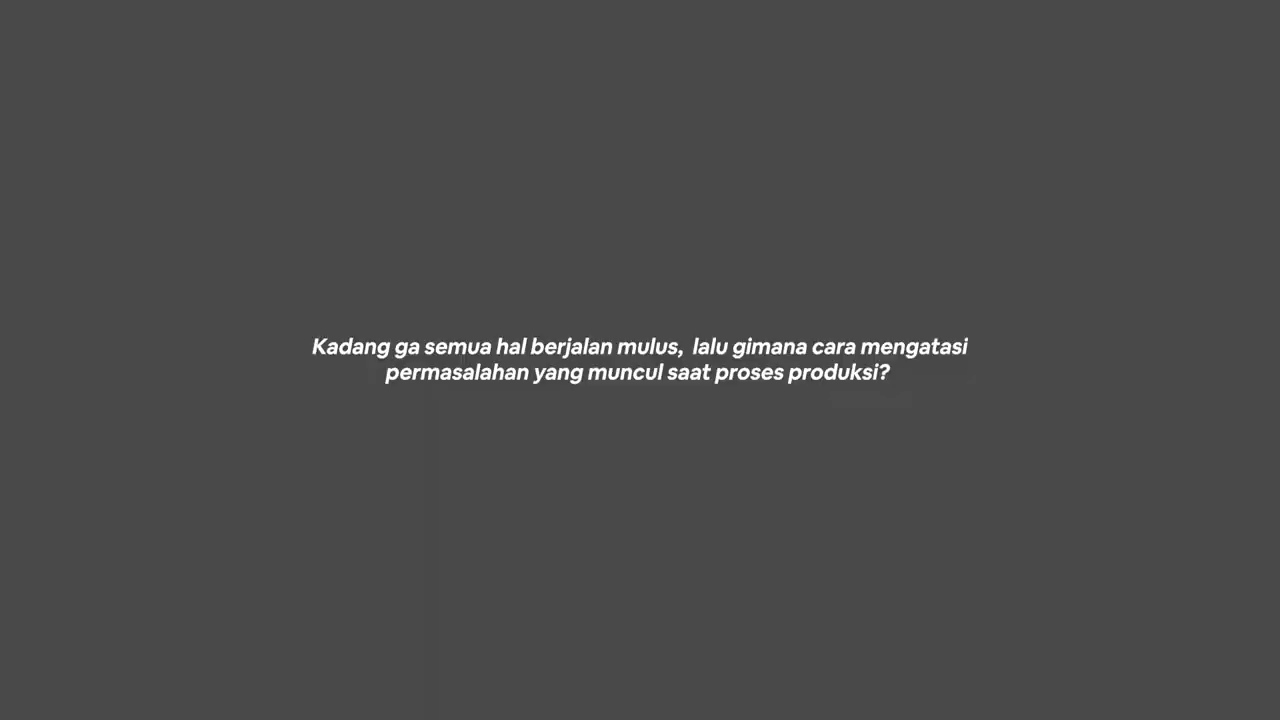 Kadang ga semua hal berjalan mulus,  lalu gimana cara mengatasi
permasalahan yang muncul saat proses produksi?